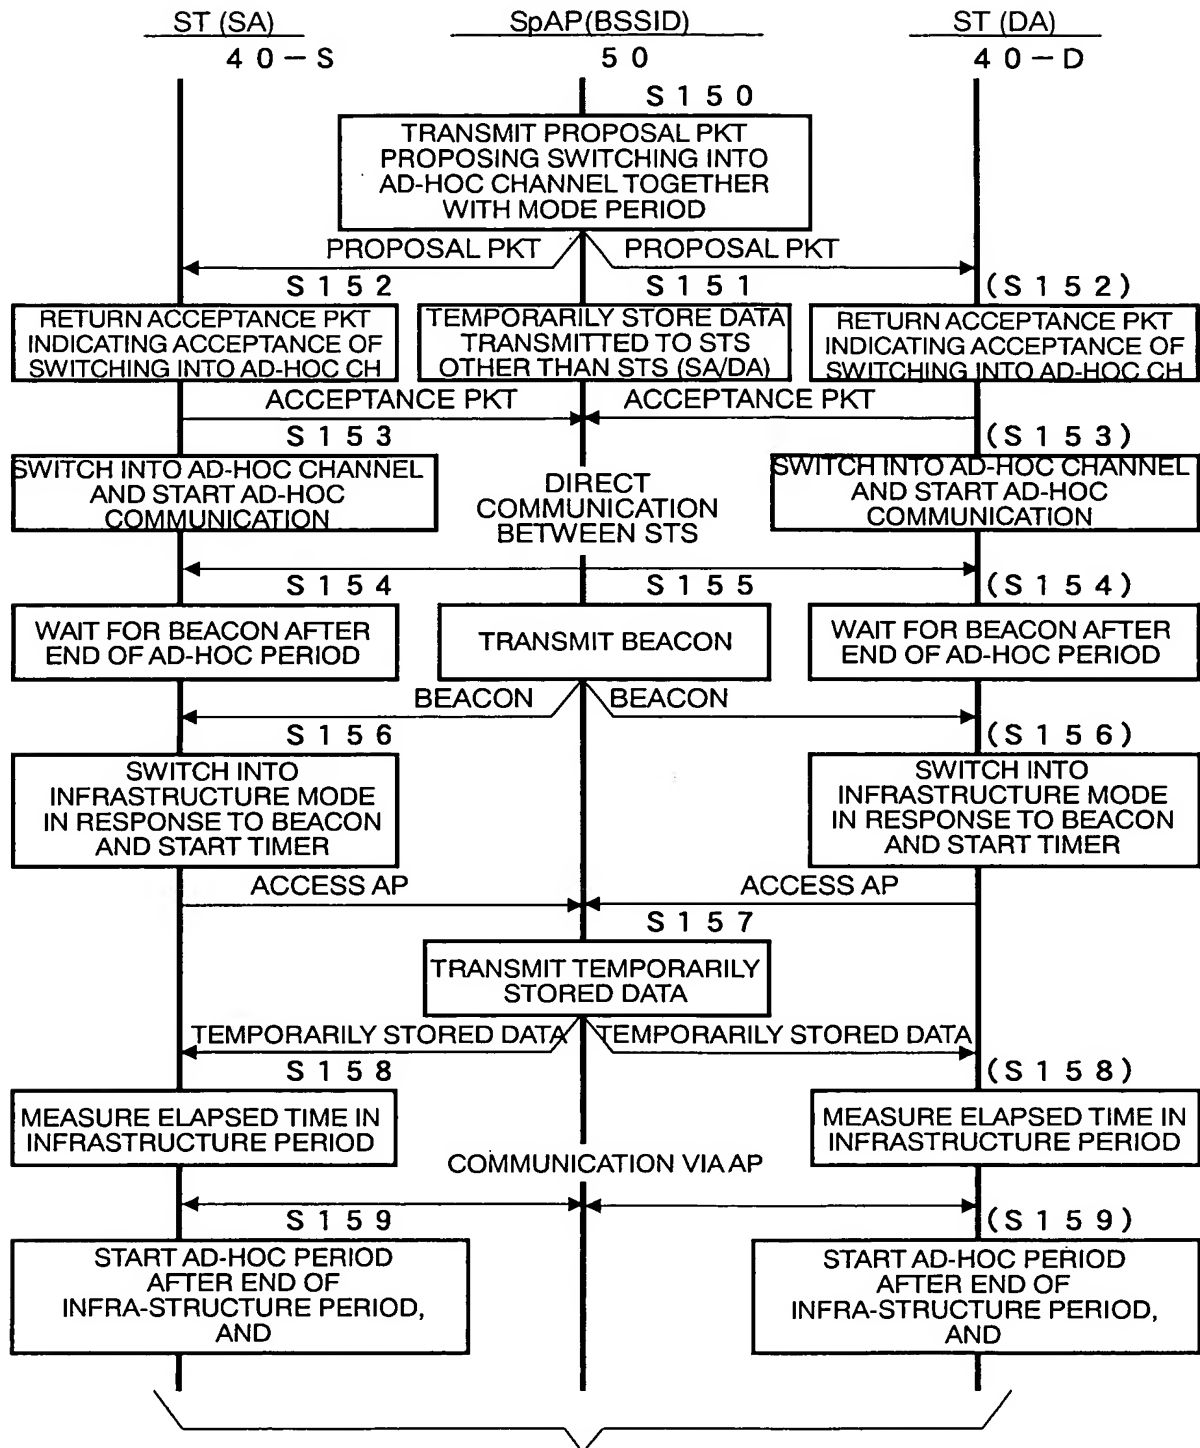 ST (SA)
SpAP(BSSID)
ST (DA)
40-S
50
40-D
S150
TRANSMIT PROPOSAL PKT
PROPOSING SWITCHING INTO
AD-HOC CHANNEL TOGETHER
WITH MODE PERIOD
PROPOSAL PKT
PROPOSAL PKT
S152
S151
(S152)
RETURN ACCEPTANCE PKT
INDICATING ACCEPTANCE OF
SWITCHING INTO AD-HOC CH
TEMPORARILY STORE DATA
TRANSMITTED TO STS
OTHER THAN STS (SA/DA)
RETURN ACCEPTANCE PKT
INDICATING ACCEPTANCE OF
SWITCHING INTO AD-HOC CH
ACCEPTANCE PKT
ACCEPTANCE PKT
S153
(S153)
SWITCH INTO AD-HOC CHANNEL
AND START AD-HOC
COMMUNICATION
DIRECT
COMMUNICATION
BETWEEN STS
SWITCH INTO AD-HOC CHANNEL
AND START AD-HOC
COMMUNICATION
S154
S155
(S154)
WAIT FOR BEACON AFTER
END OF AD-HOC PERIOD
TRANSMIT BEACON
WAIT FOR BEACON AFTER
END OF AD-HOC PERIOD
BEACON
BEACON
S156
(S156)
SWITCH INTO
INFRASTRUCTURE MODE
IN RESPONSE TO BEACON
AND START TIMER
SWITCH INTO
INFRASTRUCTURE MODE
IN RESPONSE TO BEACON
AND START TIMER
ACCESS AP
ACCESS AP
S157
TRANSMIT TEMPORARILY
STORED DATA
TEMPORARILY STORED DATA
TEMPORARILY STORED DATA
S158
(S158)
MEASURE ELAPSED TIME IN
INFRASTRUCTURE PERIOD
MEASURE ELAPSED TIME IN
INFRASTRUCTURE PERIOD
COMMUNICATION VIA AP
S159
(S159)
START AD-HOC PERIOD
AFTER END OF
INFRA-STRUCTURE PERIOD,
AND
START AD-HOC PERIOD
AFTER END OF
INFRA-STRUCTURE PERIOD,
AND